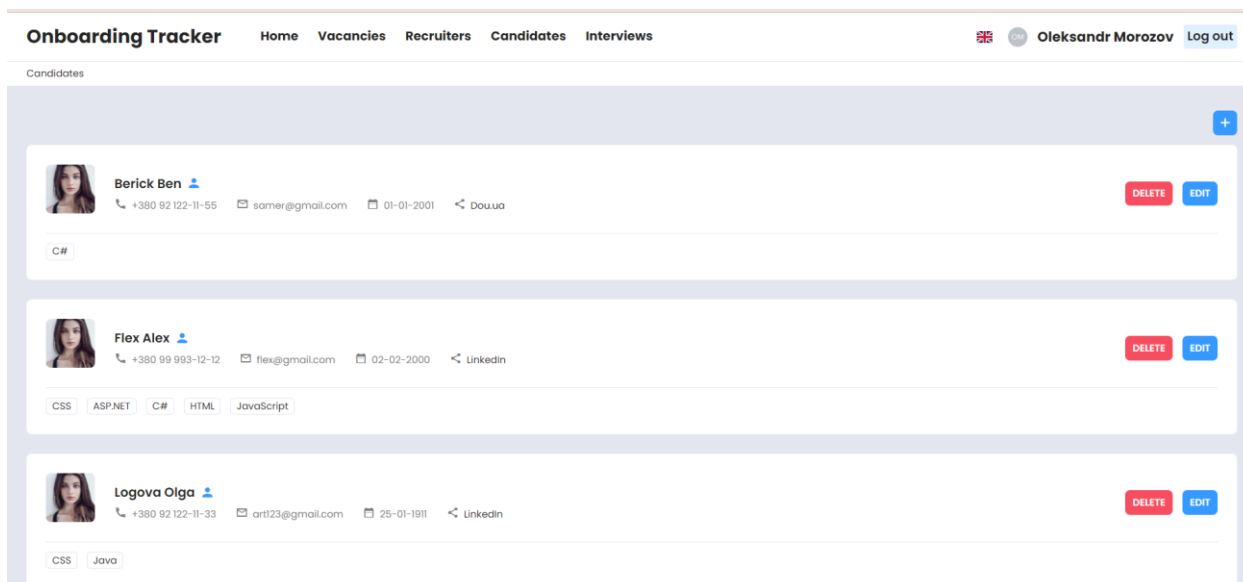 Onboarding Tracker Home Vacancies Recruiters Candidates Interviews OM Oleksandr Morozov Log out
Candidates
+
Berick Ben
+380 92 122-11-55 samer@gmail.com 01-01-2001 Dou.ua
DELETE EDIT
C#
Flex Alex
+380 99 993-12-12 flex@gmail.com 02-02-2000 LinkedIn
DELETE EDIT
CSS ASP.NET C# HTML JavaScript
Logova Olga
+380 92 122-11-33 art123@gmail.com 25-01-1911 LinkedIn
DELETE EDIT
CSS Java